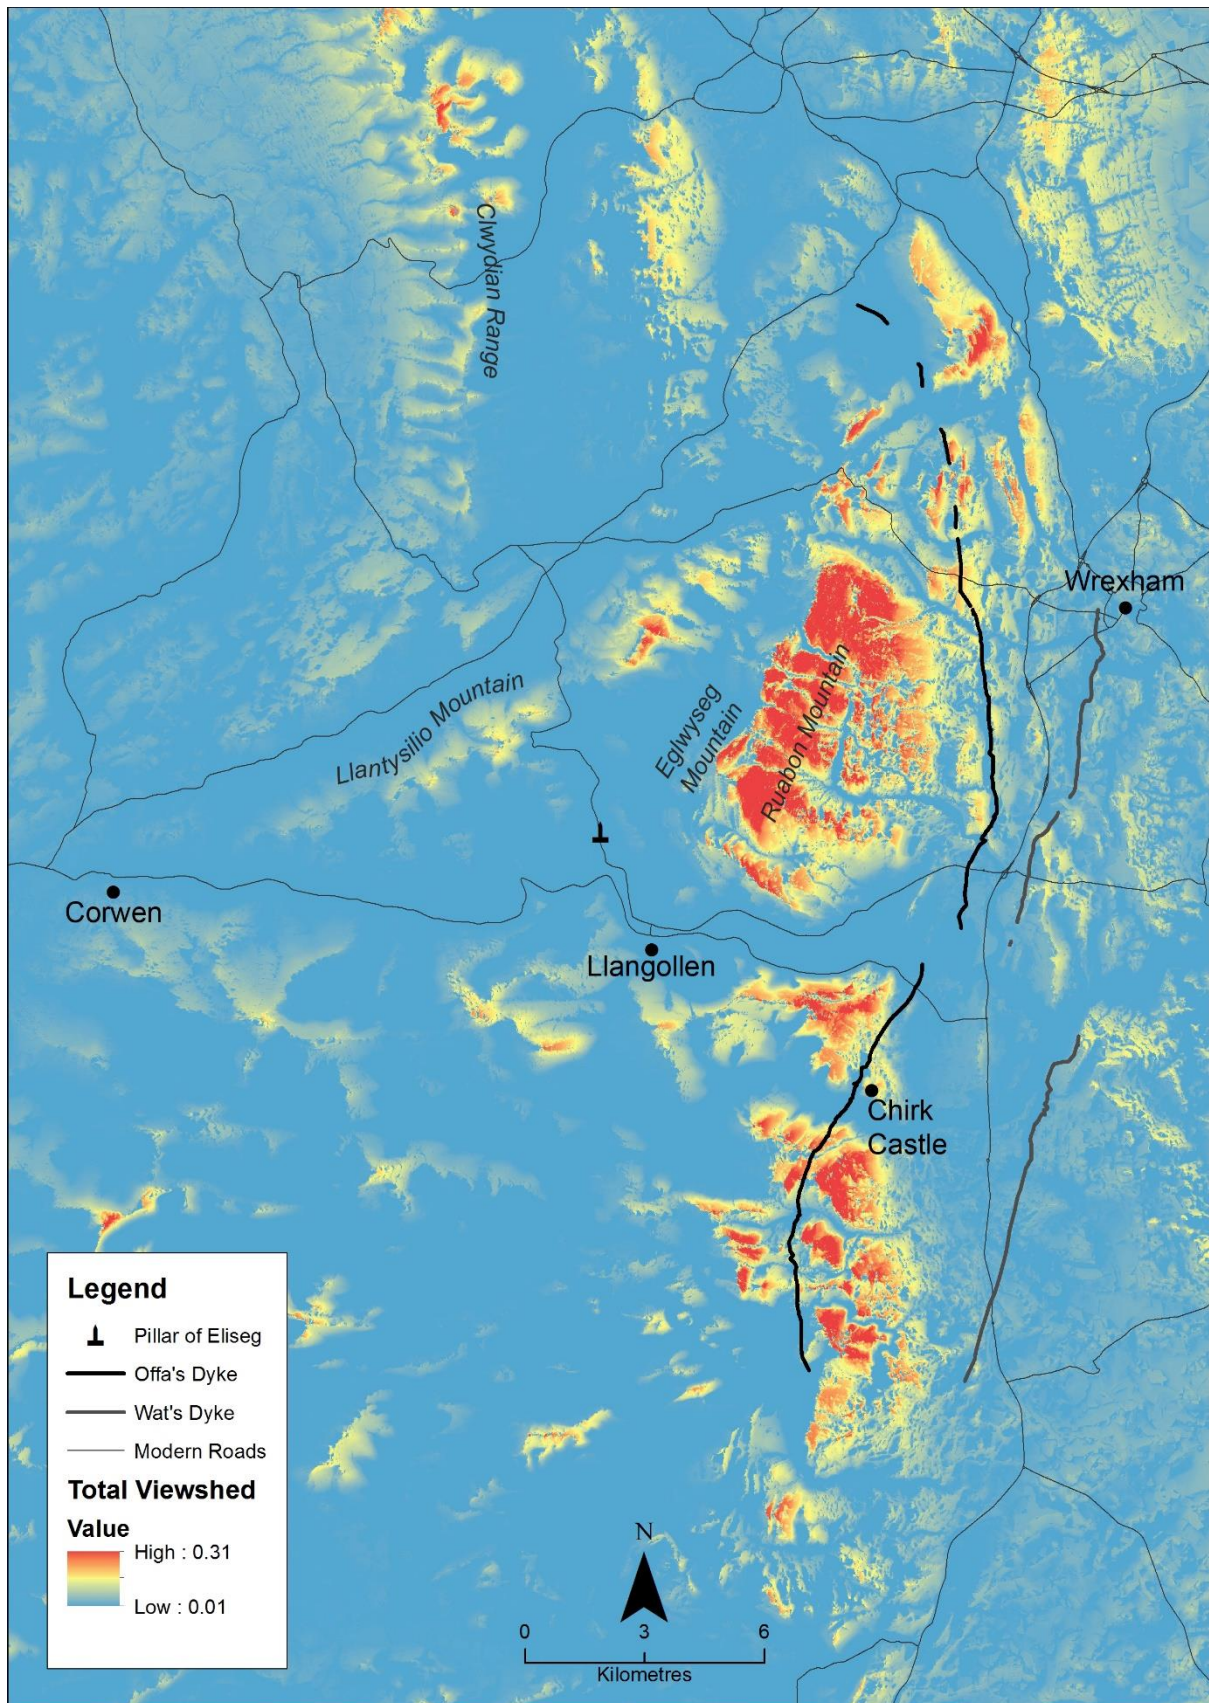 Clwydian Range
Wrexham
Llantysilio Mountain
Eglwyseg
Mountain
Ruabon Mountain
Corwen
Llangollen
Chirk
Castle
Legend
Pillar of Eliseg
Offa's Dyke
Wat's Dyke
Modern Roads
Total Viewshed
Value
High : 0.31
Low : 0.01
N
0 3 6
Kilometres